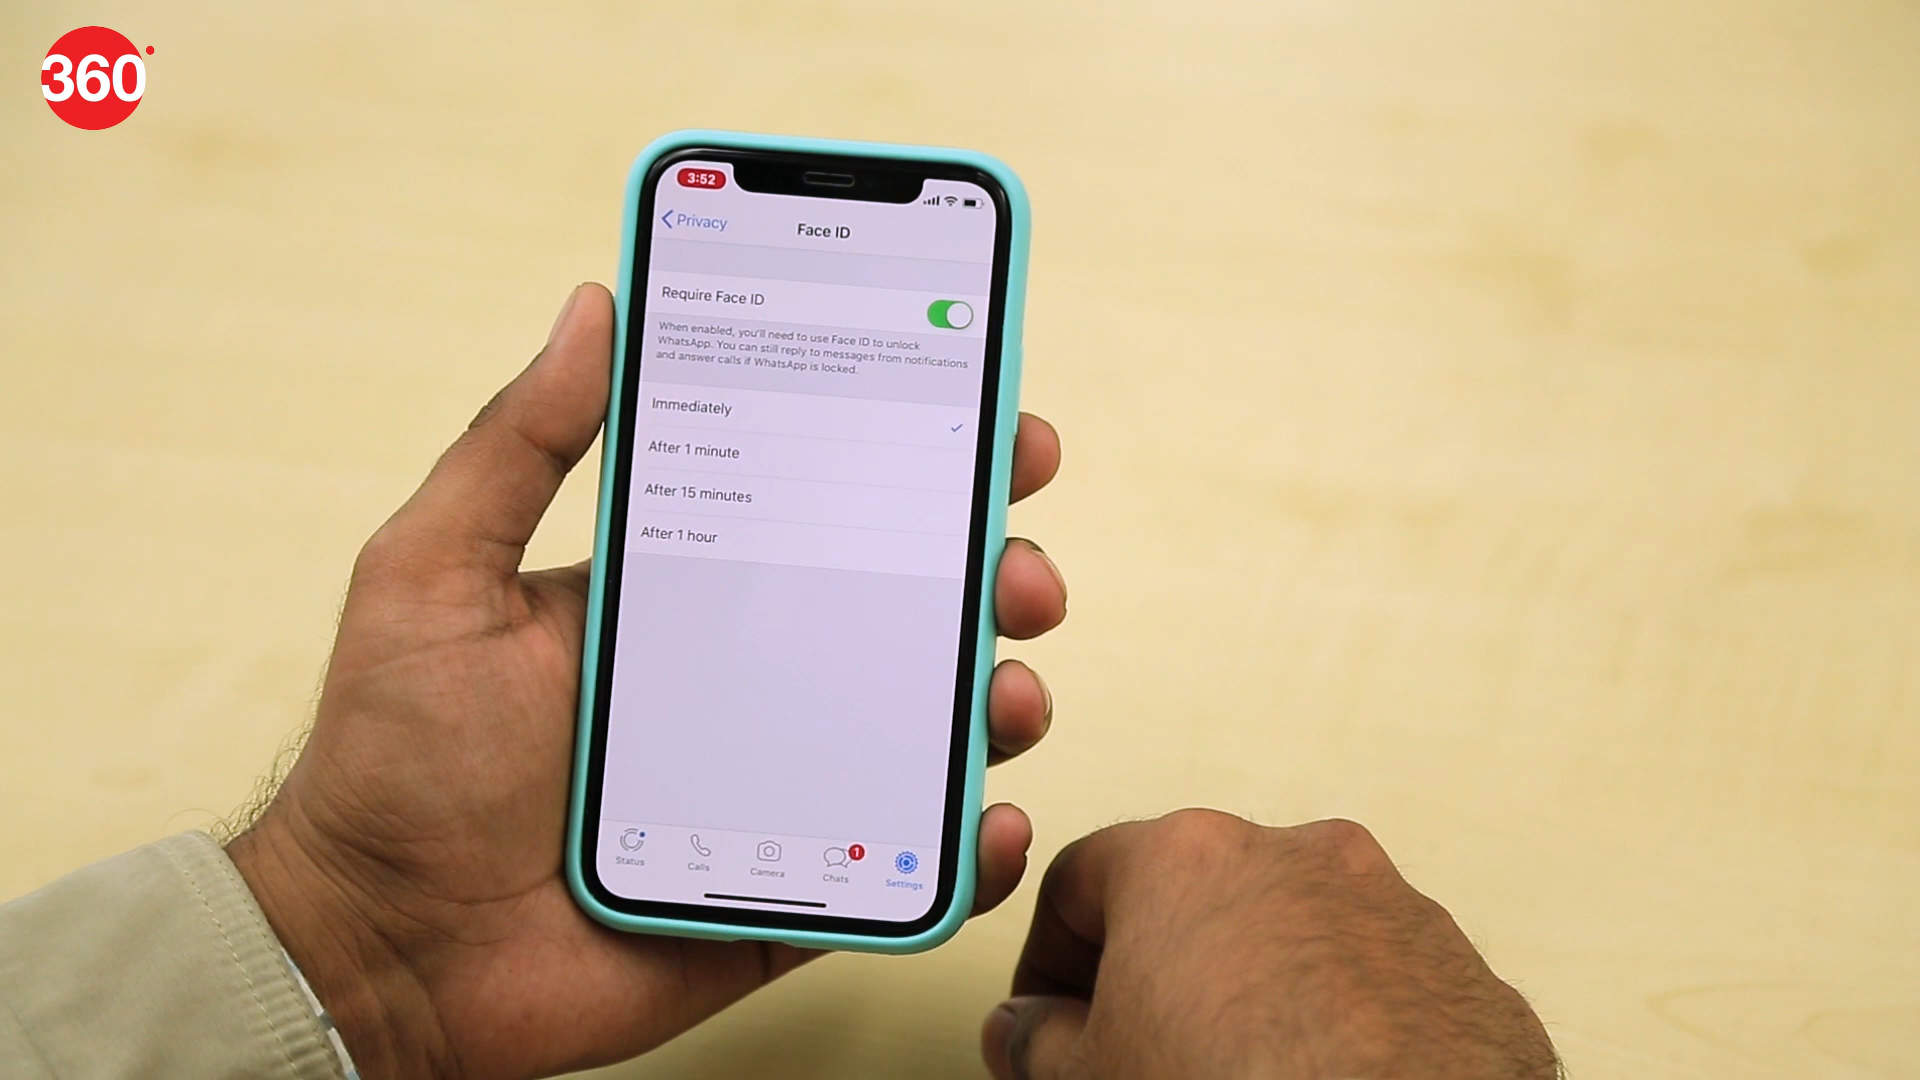 360°
3:52
Privacy
Face ID
Require Face ID
When enabled, you'll need to use Face ID to unlock
WhatsApp. You can still reply to messages from notifications
and answer calls if WhatsApp is locked.
Immediately
After 1 minute
After 15 minutes
After 1 hour
Status
Calls
Camera
1
Chats
Settings